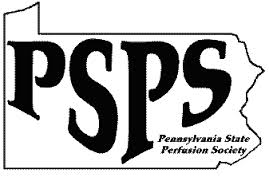 PSPS
Pennsylvania State
Perfusion Society